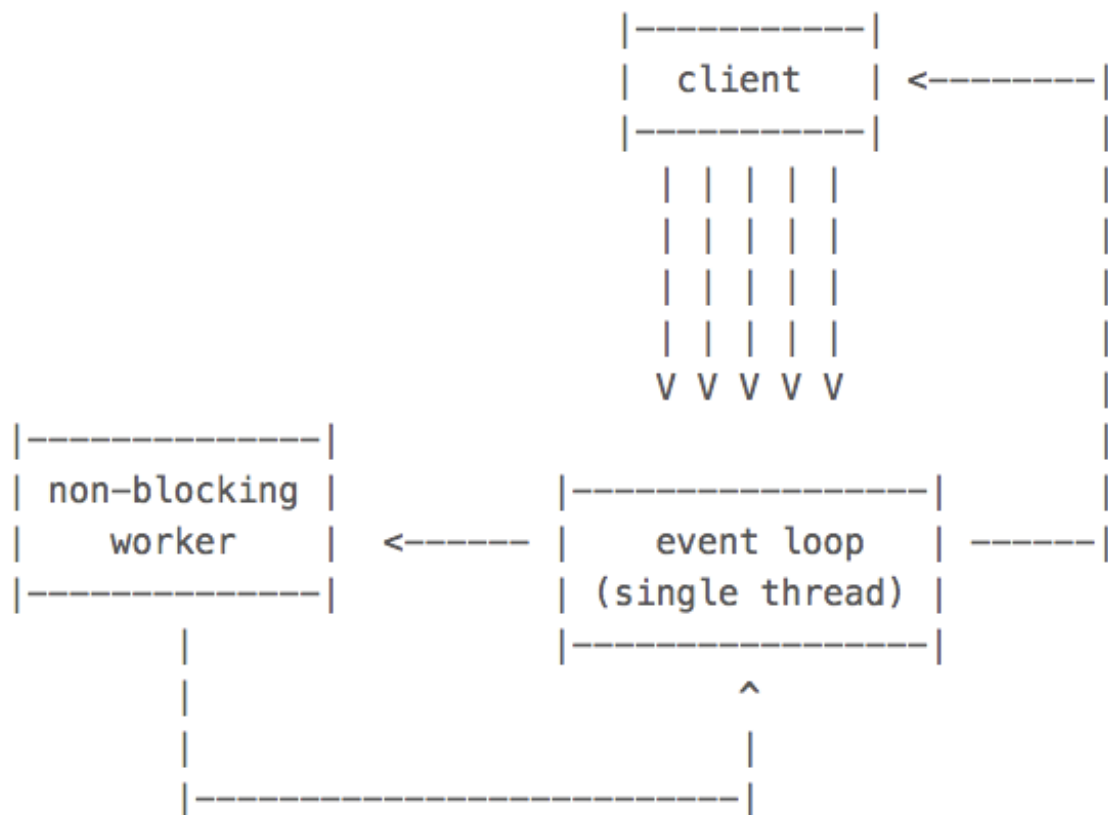 client
non-blocking
worker
event loop
(single thread)